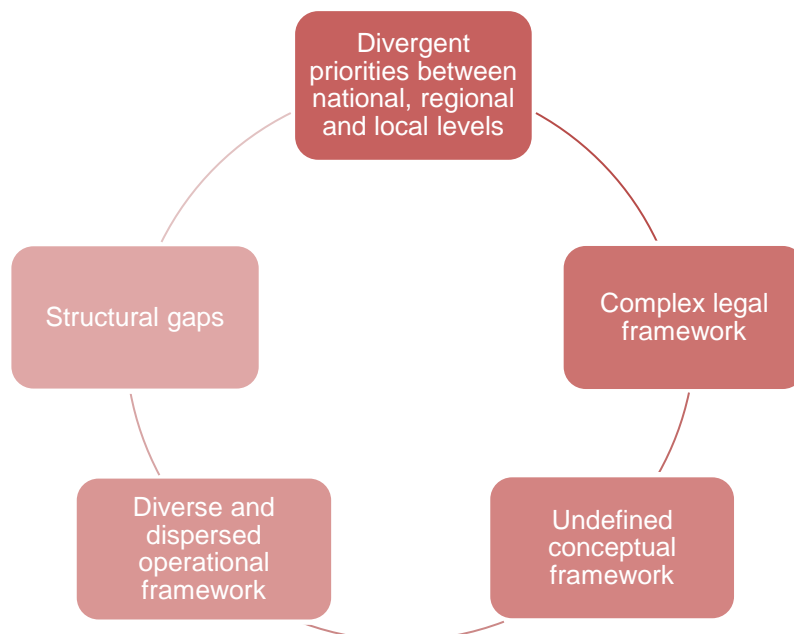 Divergent
priorities between
national, regional
and local levels
Complex legal
framework
Undefined
conceptual
framework
Diverse and
dispersed
operational
framework
Structural gaps